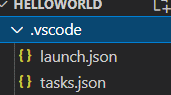 HELLOWORLD
.vscode
{} launch.json
{} tasks.json